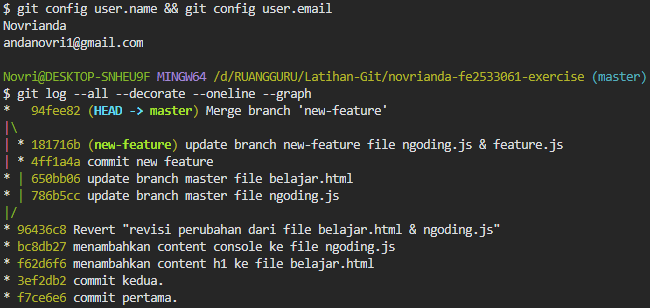 $ git config user.name && git config user.email
Novrianda
andanovri1@gmail.com
Novri@DESKTOP-SNHEU9F MINGW64 /d/RUANGGURU/Latihan-Git/novrianda-fe2533061-exercise (master)
$ git log --all --decorate --oneline --graph
*   94fee82 (HEAD -> master) Merge branch 'new-feature'
|\
| * 181716b (new-feature) update branch new-feature file ngoding.js & feature.js
| * 4ff1a4a commit new feature
* | 650bb06 update branch master file belajar.html
* | 786b5cc update branch master file ngoding.js
|/
* 96436c8 Revert "revisi perubahan dari file belajar.html & ngoding.js"
* bc8db27 menambahkan content console ke file ngoding.js
* f62d6f6 menambahkan content h1 ke file belajar.html
* 3ef2db2 commit kedua.
* f7ce6e6 commit pertama.